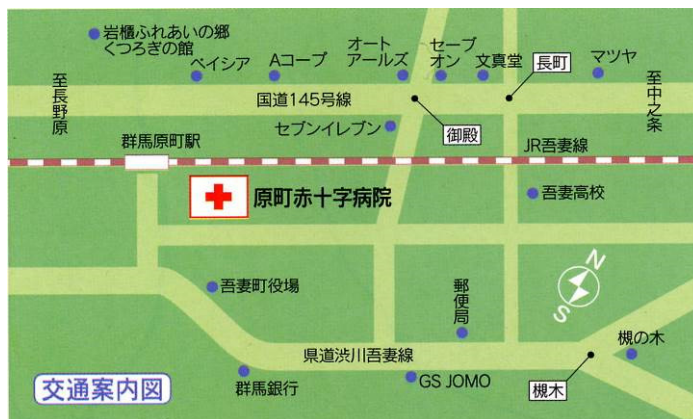 岩櫃ふれあいの郷
くつろぎの館
ベイシア
Aコープ
オート
アールズ
セーブ
オン
文真堂
長町
マツヤ
至長野原
至中之条
国道145号線
セブンイレブン
御殿
群馬原町駅
JR吾妻線
原町赤十字病院
吾妻高校
吾妻町役場
郵便局
N
S
県道渋川吾妻線
槻の木
交通案内図
群馬銀行
GS JOMO
槻木